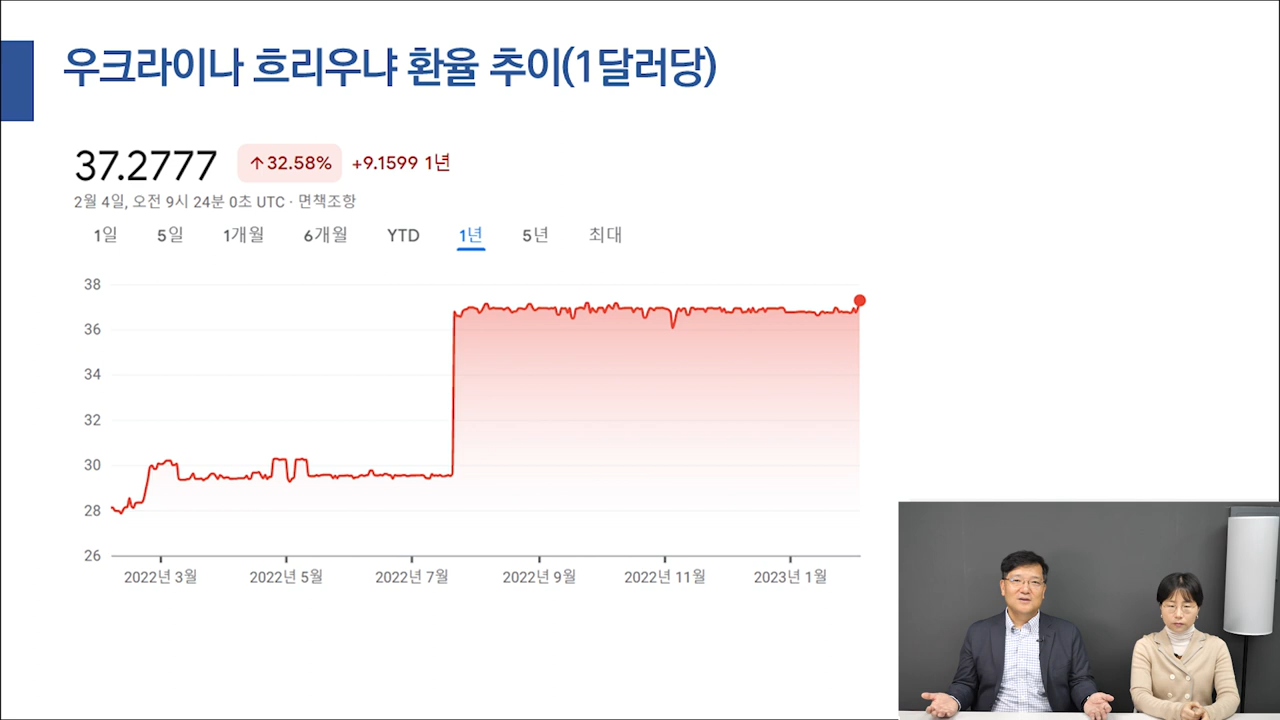 우크라이나 흐리우냐 환율 추이(1달러당)
37.2777 ↑32.58% +9.1599 1년
2월 4일, 오전 9시 24분 0초 UTC · 면책조항
1일 5일 1개월 6개월 YTD 1년 5년 최대
38
36
34
32
30
28
26
2022년 3월 2022년 5월 2022년 7월 2022년 9월 2022년 11월 2023년 1월